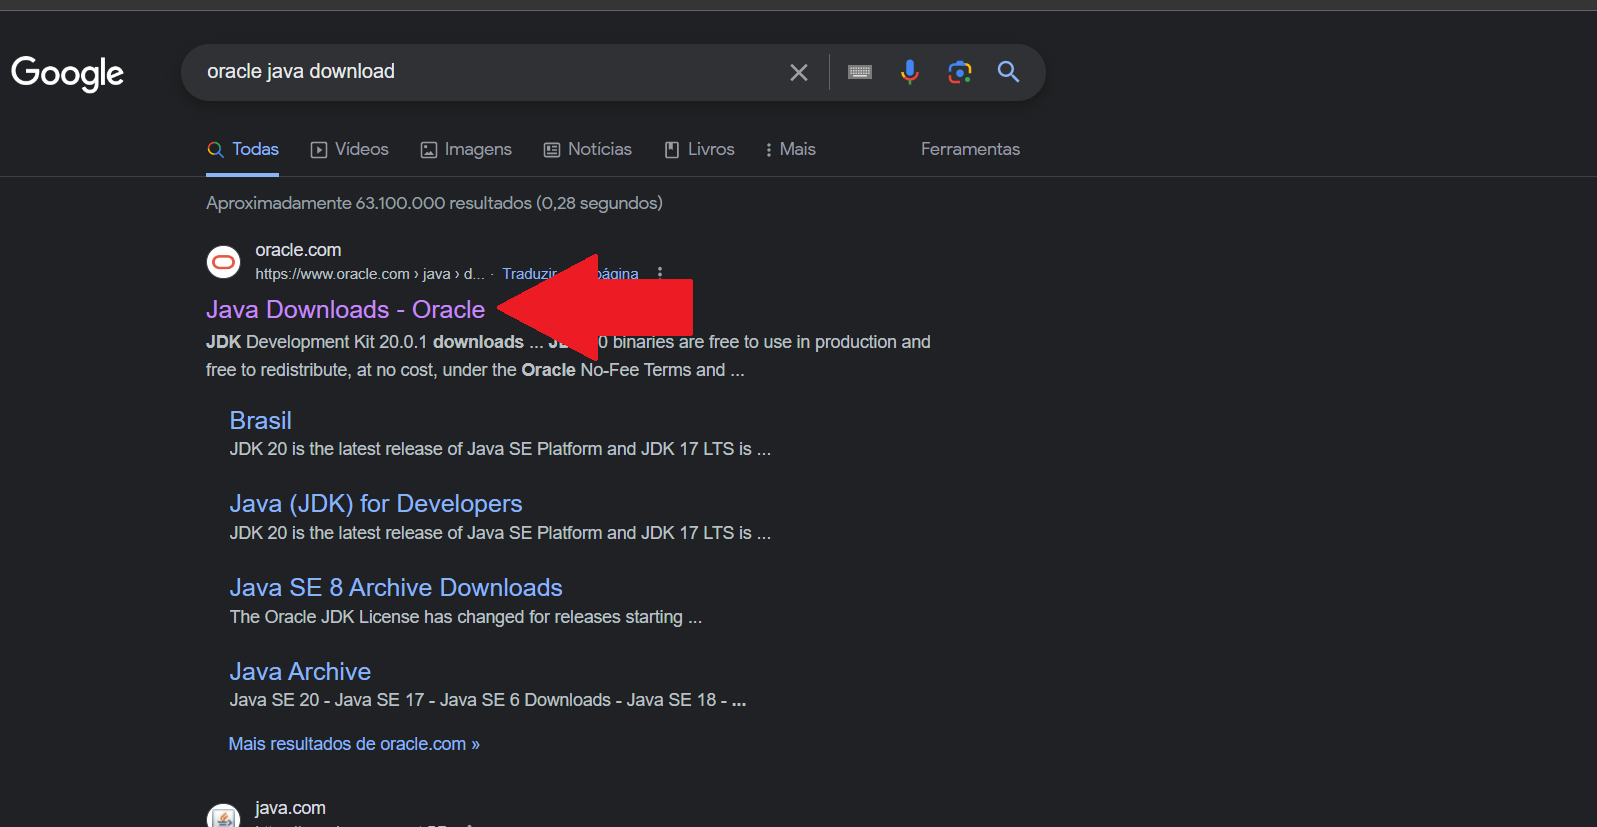 Google
oracle java download
Todas Vídeos Imagens Notícias Livros Mais Ferramentas
Aproximadamente 63.100.000 resultados (0,28 segundos)
oracle.com
https://www.oracle.com › java › d... · Traduzir página
Java Downloads - Oracle
JDK Development Kit 20.0.1 downloads ... 0 binaries are free to use in production and
free to redistribute, at no cost, under the Oracle No-Fee Terms and ...
Brasil
JDK 20 is the latest release of Java SE Platform and JDK 17 LTS is ...
Java (JDK) for Developers
JDK 20 is the latest release of Java SE Platform and JDK 17 LTS is ...
Java SE 8 Archive Downloads
The Oracle JDK License has changed for releases starting ...
Java Archive
Java SE 20 - Java SE 17 - Java SE 6 Downloads - Java SE 18 - ...
Mais resultados de oracle.com »
java.com